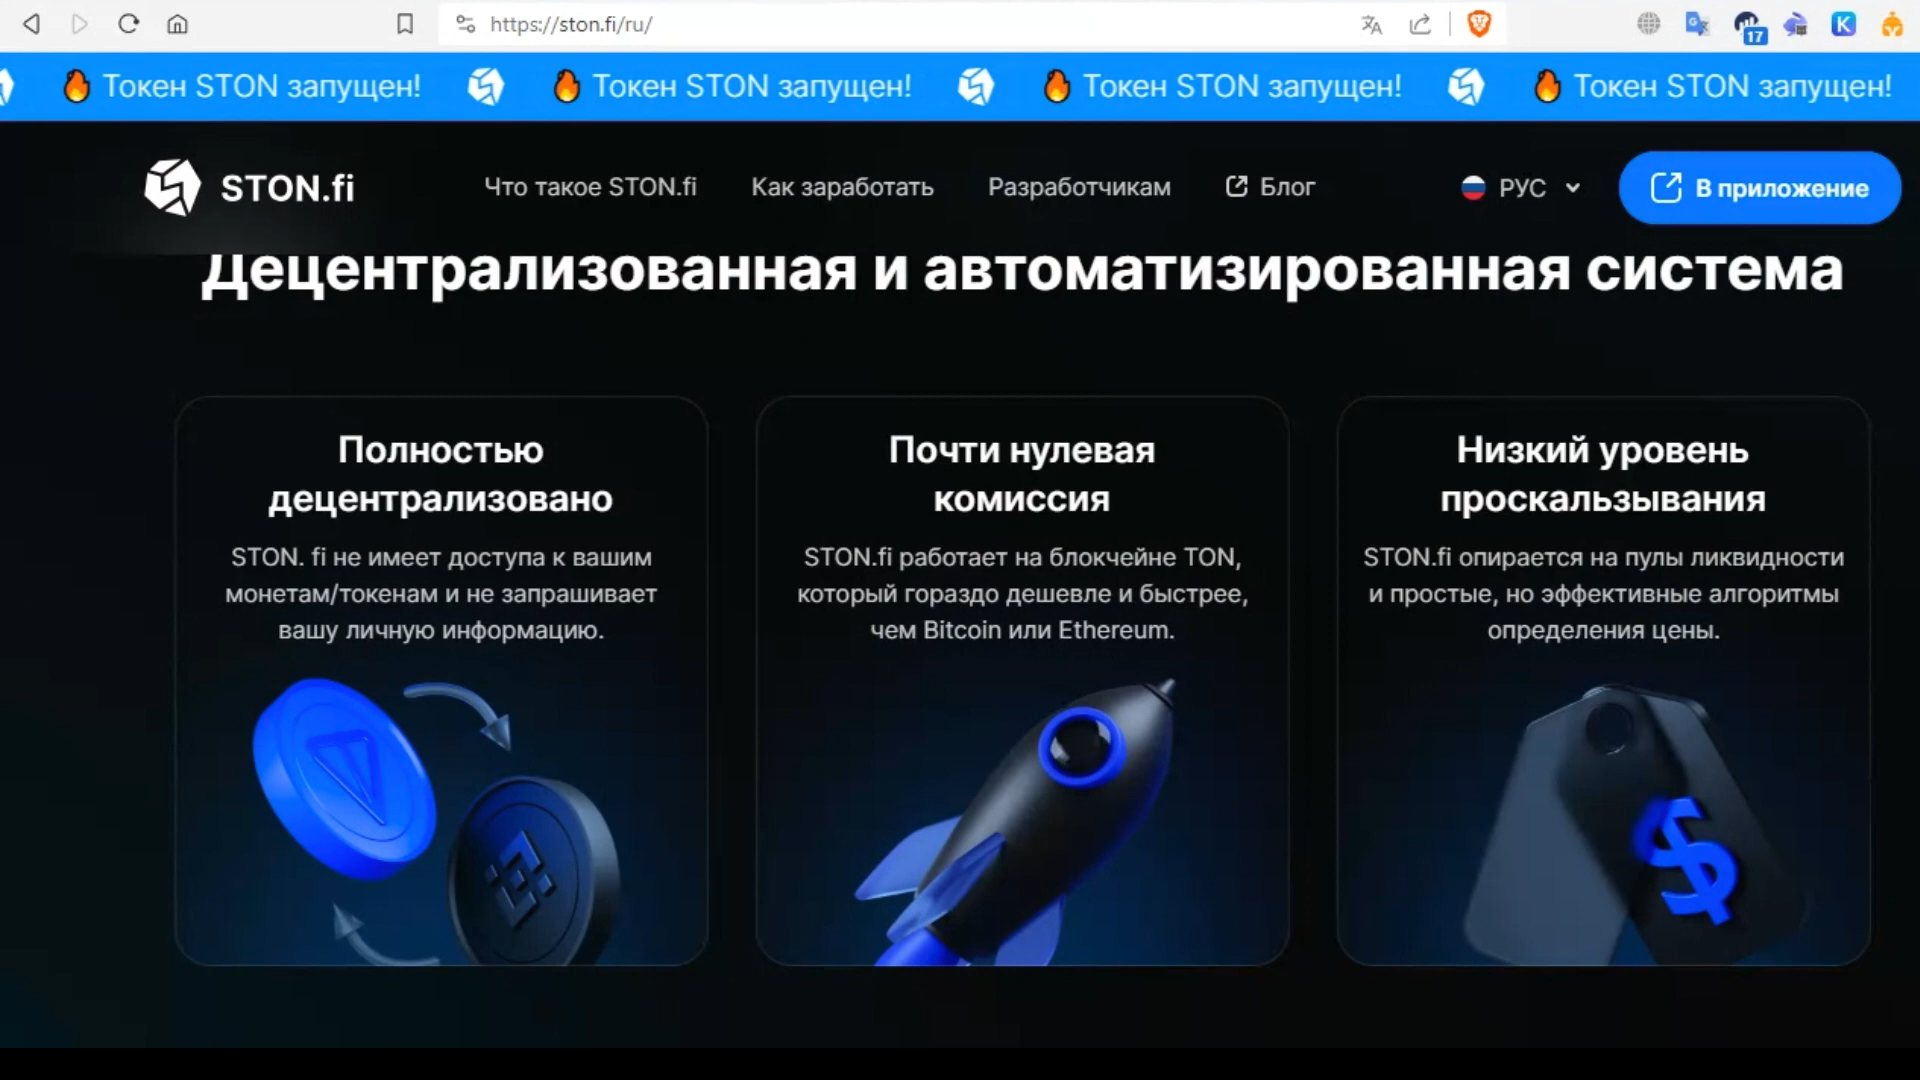 https://ston.fi/ru/
17
K
Токен STON запущен! Токен STON запущен! Токен STON запущен! Токен STON запущен!
STON.fi Что такое STON.fi Как заработать Разработчикам Блог РУС В приложение
Децентрализованная и автоматизированная система
Полностью
децентрализовано
STON. fi не имеет доступа к вашим
монетам/токенам и не запрашивает
вашу личную информацию.
Почти нулевая
комиссия
STON.fi работает на блокчейне TON,
который гораздо дешевле и быстрее,
чем Bitcoin или Ethereum.
Низкий уровень
проскальзывания
STON.fi опирается на пулы ликвидности
и простые, но эффективные алгоритмы
определения цены.
$